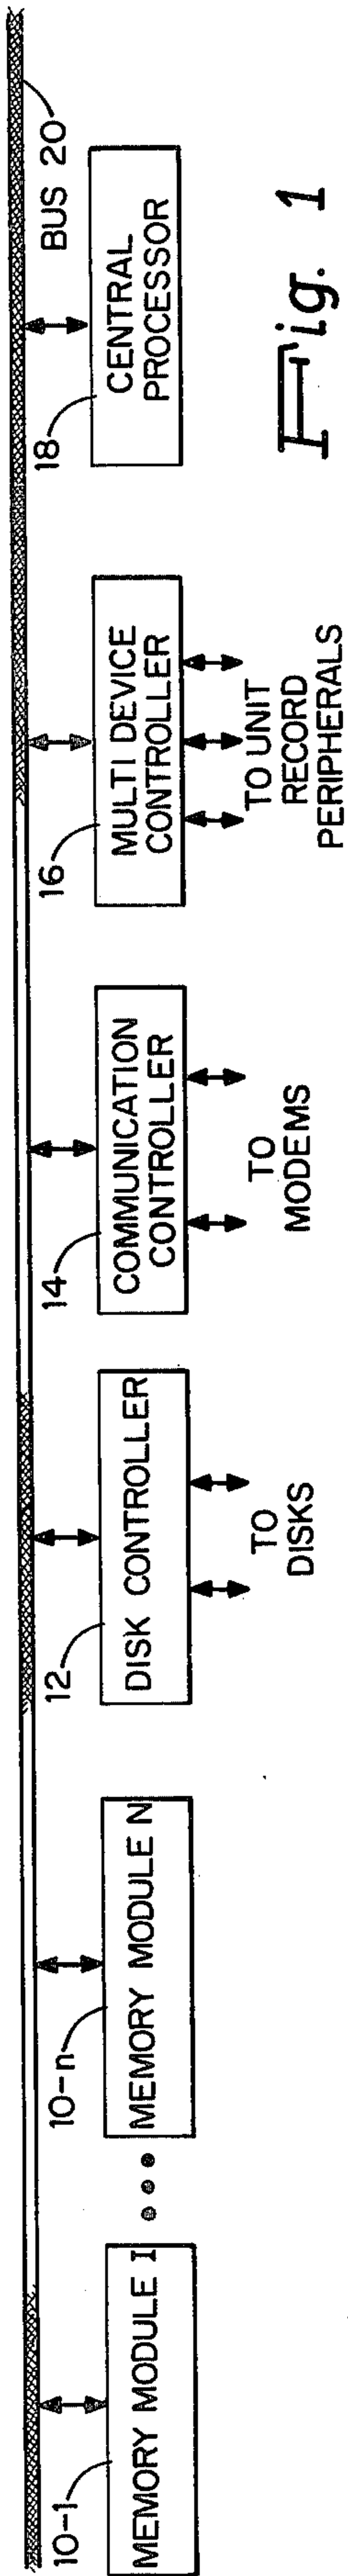 10-1
MEMORY MODULE I
10-n
MEMORY MODULE N
12
DISK CONTROLLER
TO
DISKS
14
COMMUNICATION
CONTROLLER
TO
MODEMS
16
MULTI DEVICE
CONTROLLER
TO UNIT
RECORD
PERIPHERALS
18
CENTRAL
PROCESSOR
BUS 20
Fig. 1